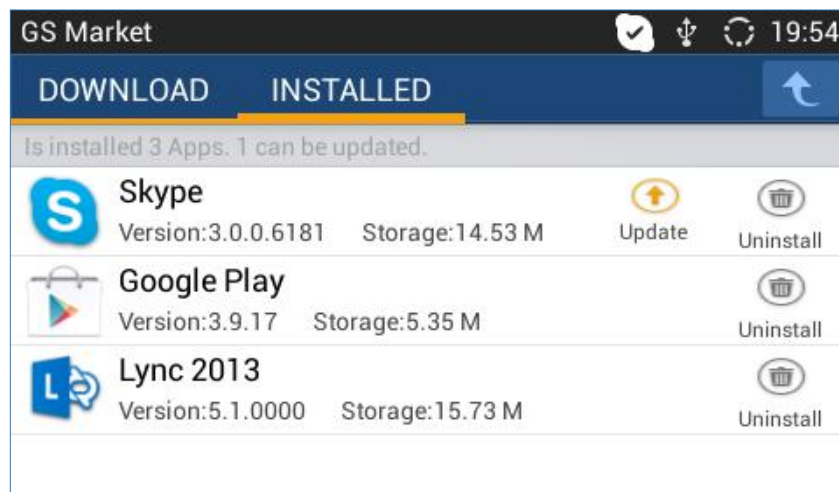 GS Market 19:54
DOWNLOAD INSTALLED
Is installed 3 Apps. 1 can be updated.
Skype
Version:3.0.0.6181 Storage:14.53 M Update Uninstall
Google Play
Version:3.9.17 Storage:5.35 M Uninstall
Lync 2013
Version:5.1.0000 Storage:15.73 M Uninstall